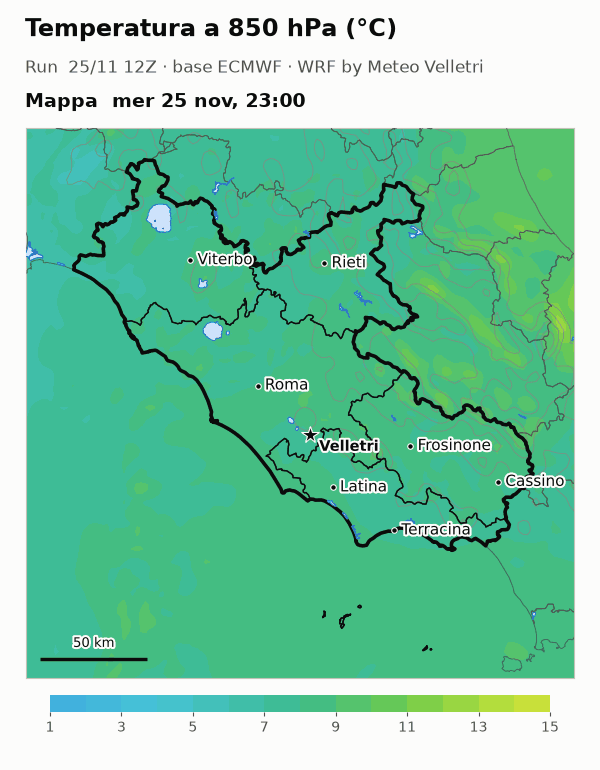 Temperatura a 850 hPa (°C)
Run  25/11 12Z · base ECMWF · WRF by Meteo Velletri
Mappa  mer 25 nov, 23:00
Viterbo
Rieti
Roma
Velletri
Frosinone
Latina
Cassino
Terracina
50 km
1 3 5 7 9 11 13 15